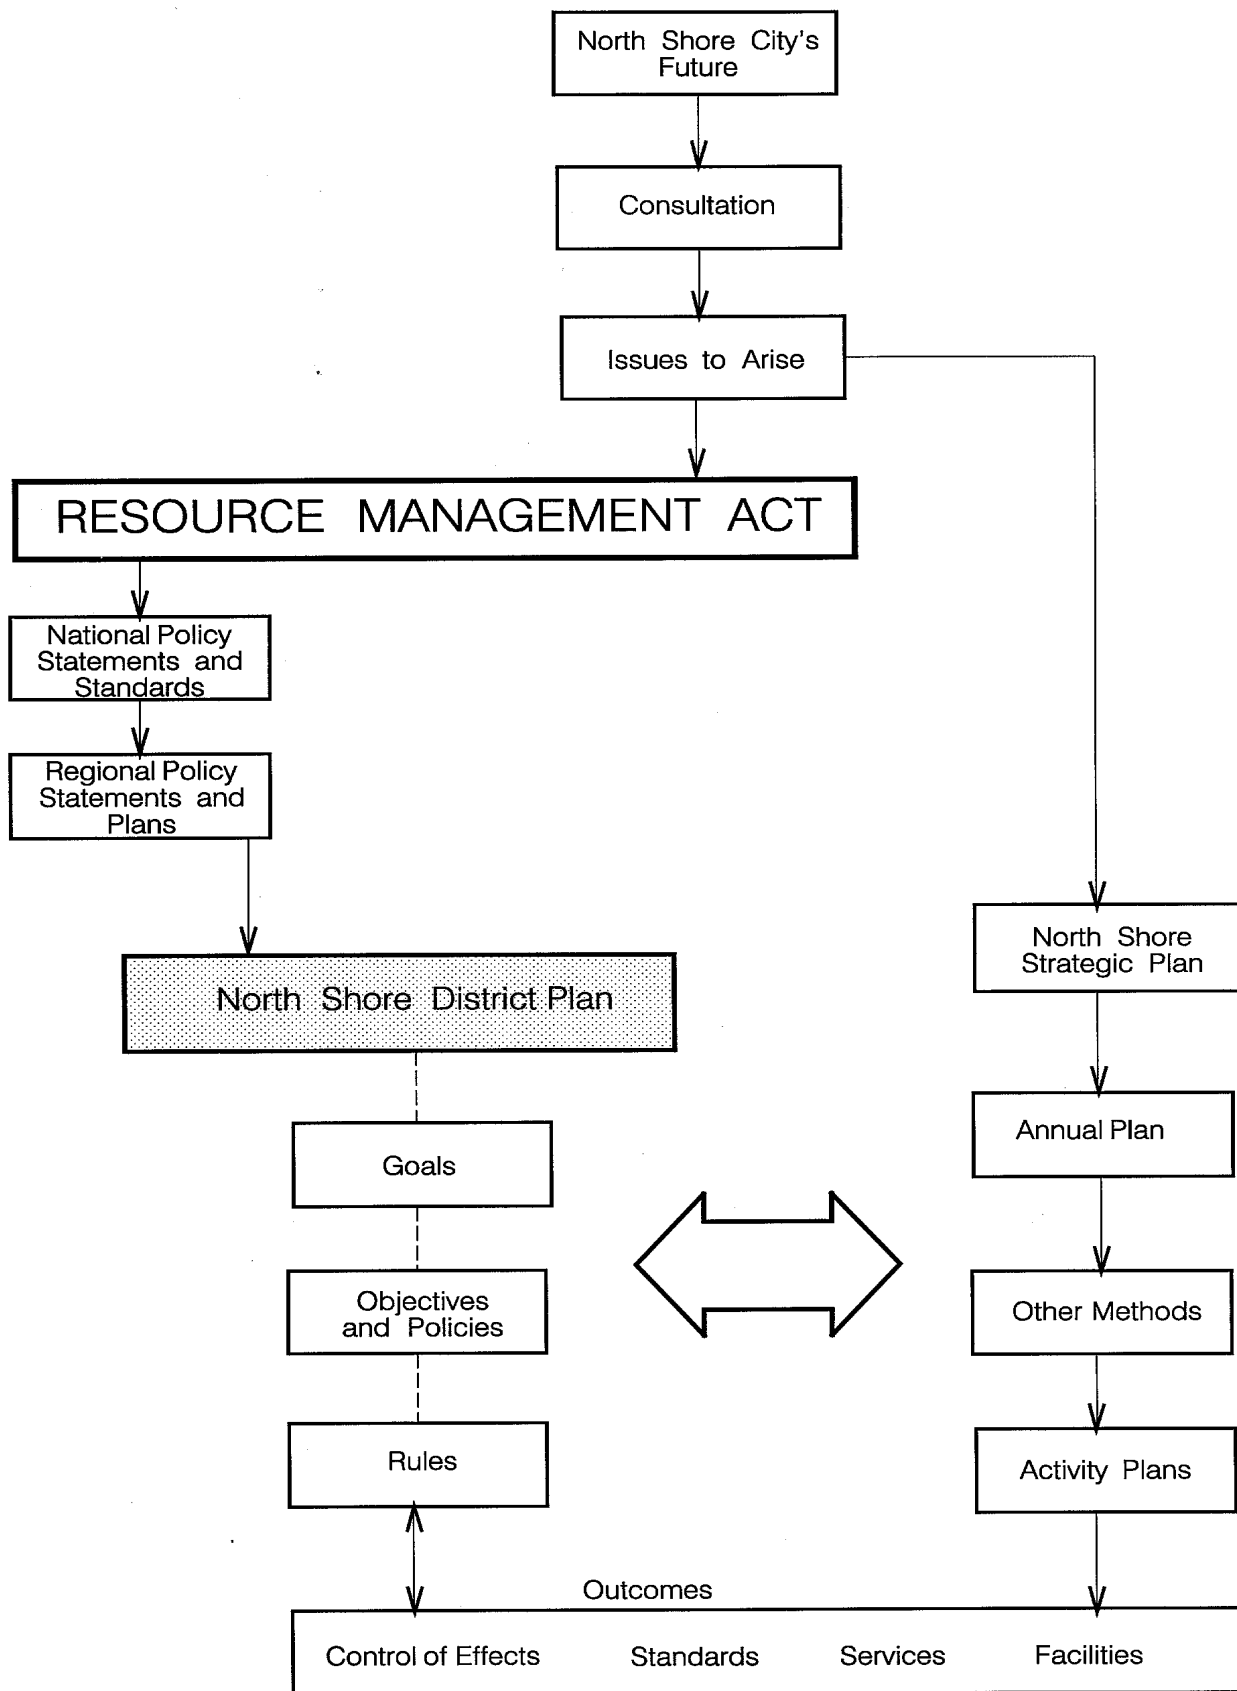 North Shore City's
Future
Consultation
Issues to Arise
RESOURCE MANAGEMENT ACT
National Policy
Statements and
Standards
Regional Policy
Statements and
Plans
North Shore District Plan
Goals
Objectives
and Policies
Rules
North Shore
Strategic Plan
Annual Plan
Other Methods
Activity Plans
Outcomes
Control of Effects Standards Services Facilities